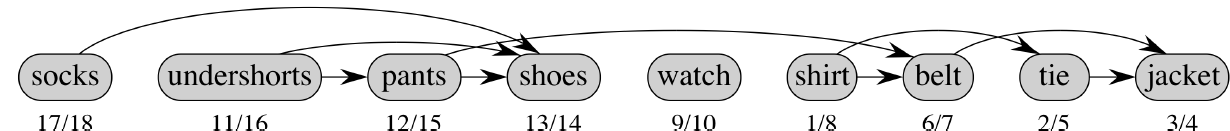 socks undershorts pants shoes watch shirt belt tie jacket
17/18 11/16 12/15 13/14 9/10 1/8 6/7 2/5 3/4